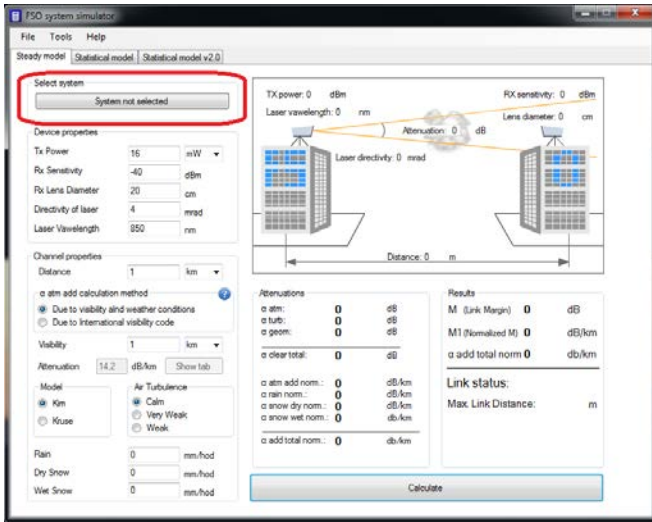 FSO system simulator
File Tools Help
Steady model Statistical model Statistical model v2.0
Select system
System not selected
Device properties
Tx Power 16 mW
Rx Sensitivity -40 dBm
Rx Lens Diameter 20 cm
Directivity of laser 4 mrad
Laser Vawelength 850 nm
Channel properties
Distance 1 km
α atm add calculation method
Due to visibility aInd weather conditions
Due to International visibility code
Visibility 1 km
Attenuation 14,2 dB/km Show tab
Model
Kim
Kruse
Air Turbulence
Calm
Very Weak
Weak
Rain 0 mm/hod
Dry Snow 0 mm/hod
Wet Snow 0 mm/hod
TX power: 0 dBm
RX sensitivity: 0 dBm
Laser vawelength: 0 nm
Lens diameter: 0 cm
Attenuation: 0 dB
Laser directivity: 0 mrad
Distance: 0 m
Attenuations
α atm: 0 dB
α turb: 0 dB
α geom: 0 dB
α clear total: 0 dB
α atm add norm.: 0 dB/km
α rain norm.: 0 dB/km
α snow dry norm.: 0 dB/km
α snow wet norm.: 0 db/km
α add total norm.: 0 db/km
Results
M (Link Margin) 0 dB
M1 (Normalized M) 0 dB/km
α add total norm 0 db/km
Link status:
Max. Link Distance: m
Calculate